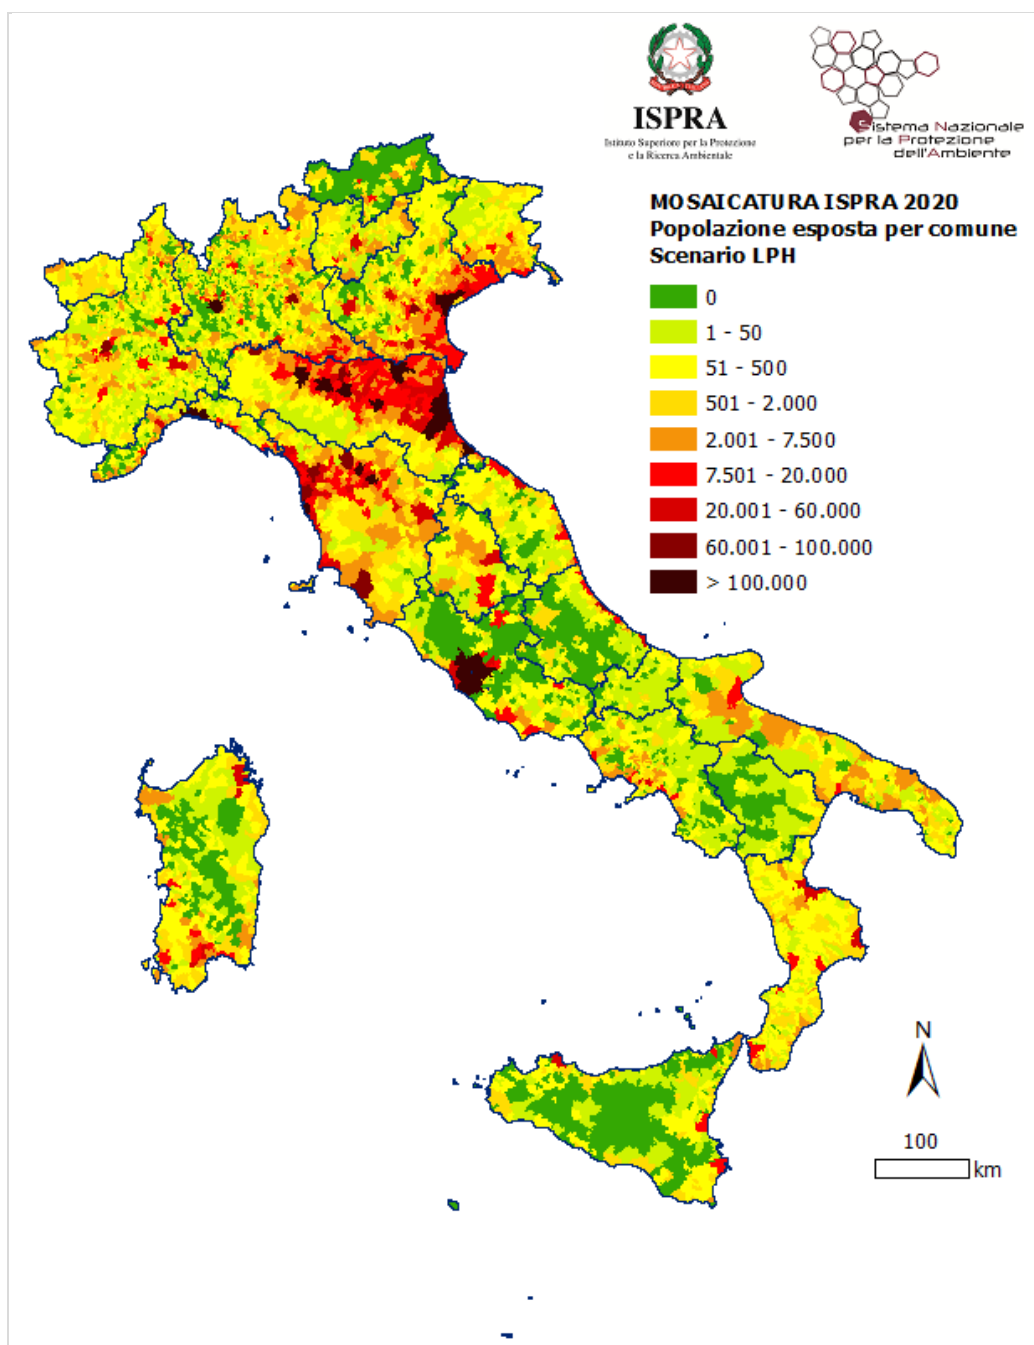 ISPRA
Istituto Superiore per la Protezione
e la Ricerca Ambientale
Sistema Nazionale
per la Protezione
dell'Ambiente
MOSAICATURA ISPRA 2020
Popolazione esposta per comune
Scenario LPH
0
1 - 50
51 - 500
501 - 2.000
2.001 - 7.500
7.501 - 20.000
20.001 - 60.000
60.001 - 100.000
> 100.000
N
100
km